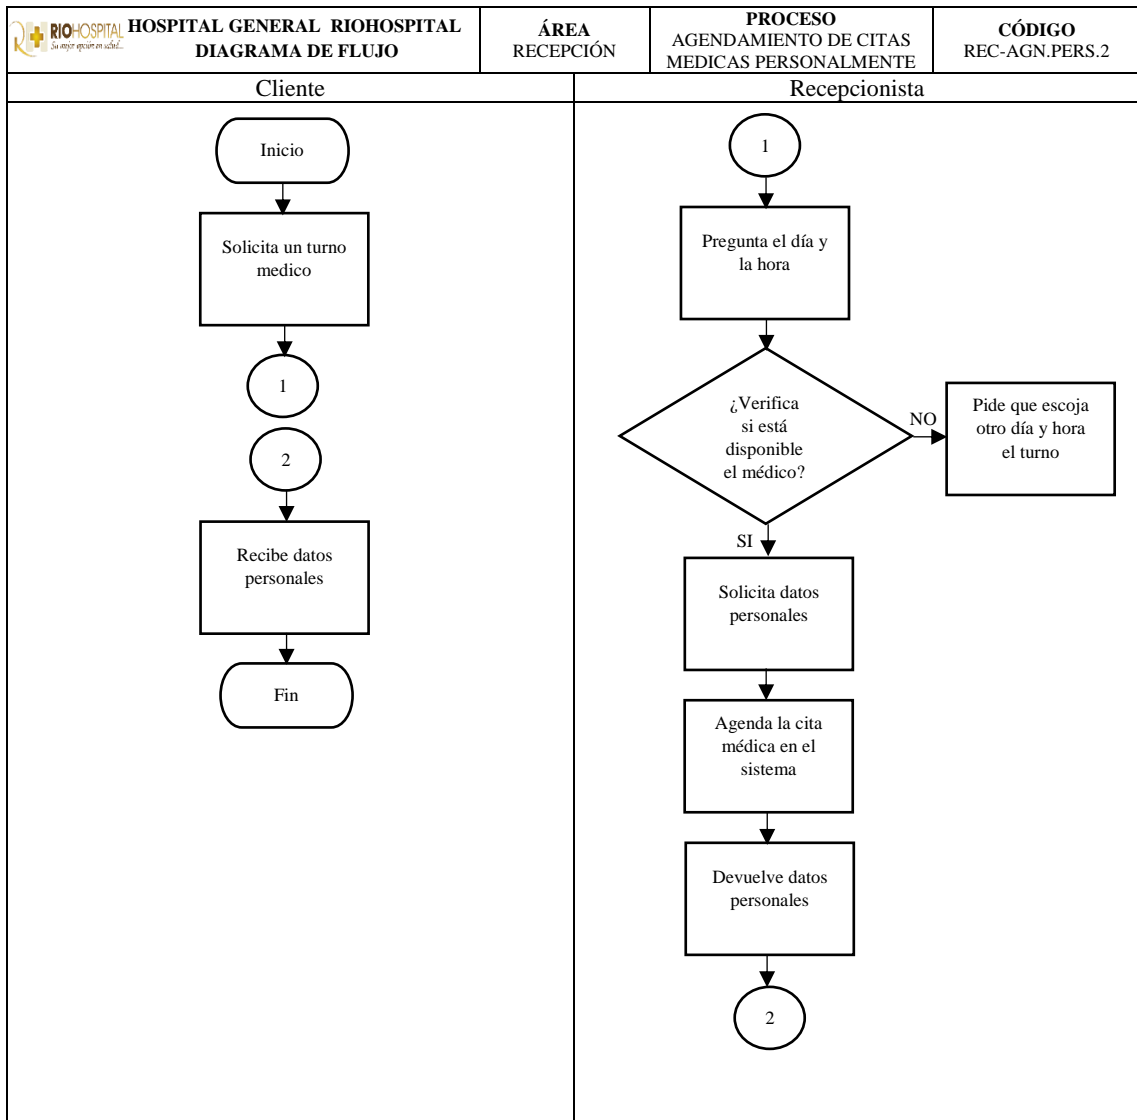 RIOHOSPITAL
Su mejor opción en salud...
HOSPITAL GENERAL RIOHOSPITAL
DIAGRAMA DE FLUJO
ÁREA
RECEPCIÓN
PROCESO
AGENDAMIENTO DE CITAS
MEDICAS PERSONALMENTE
CÓDIGO
REC-AGN.PERS.2
Cliente
Recepcionista
Inicio
Solicita un turno
medico
1
2
Recibe datos
personales
Fin
1
Pregunta el día y
la hora
¿Verifica
si está
disponible
el médico?
NO
Pide que escoja
otro día y hora
el turno
SI
Solicita datos
personales
Agenda la cita
médica en el
sistema
Devuelve datos
personales
2